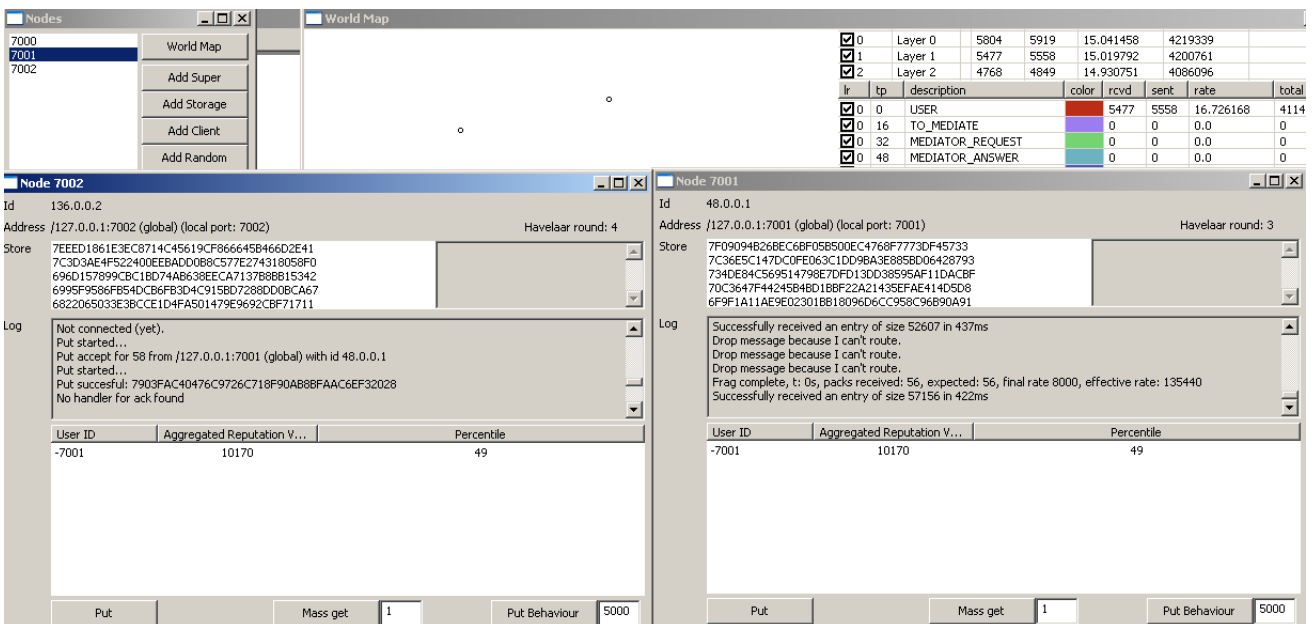 Nodes
7000
7001
7002
World Map
Add Super
Add Storage
Add Client
Add Random
World Map
0 Layer 0 5804 5919 15.041458 4219339
1 Layer 1 5477 5558 15.019792 4200761
2 Layer 2 4768 4849 14.930751 4086096
lr tp description color rcvd sent rate total
0 0 USER 5477 5558 16.726168 4114
0 16 TO_MEDIATE 0 0 0.0 0
0 32 MEDIATOR_REQUEST 0 0 0.0 0
0 48 MEDIATOR_ANSWER 0 0 0.0 0
Node 7002
Id 136.0.0.2
Address /127.0.0.1:7002 (global) (local port: 7002) Havelaar round: 4
Store 7EEED1861E3EC8714C45619CF866645B466D2E41
7C3D3AE4F522400EEBADD0B8C577E274318058F0
696D157899CBC1BD74AB638EECA7137B8BB15342
6995F9586FB54DCB6FB3D4C915BD7288DD0BCA67
6822065033E3BCCE1D4FA501479E9692CBF71711
Log Not connected (yet).
Put started...
Put accept for 58 from /127.0.0.1:7001 (global) with id 48.0.0.1
Put started...
Put succesful: 7903FAC40476C9726C718F90AB8BFAAC6EF32028
No handler for ack found
User ID Aggregated Reputation V... Percentile
-7001 10170 49
Put Mass get 1 Put Behaviour 5000
Node 7001
Id 48.0.0.1
Address /127.0.0.1:7001 (global) (local port: 7001) Havelaar round: 3
Store 7F09094B26BEC6BF05B500EC4768F7773DF45733
7C36E5C147DC0FE063C1DD9BA3E885BD06428793
734DE84C569514798E7DFD13DD38595AF11DACBF
70C3647F44245B4BD1BBF22A21435EFAE414D5D8
6F9F1A11AE9E02301BB18096D6CC958C96B90A91
Log Successfully received an entry of size 52607 in 437ms
Drop message because I can't route.
Drop message because I can't route.
Drop message because I can't route.
Frag complete, t: 0s, packs received: 56, expected: 56, final rate 8000, effective rate: 135440
Successfully received an entry of size 57156 in 422ms
User ID Aggregated Reputation V... Percentile
-7001 10170 49
Put Mass get 1 Put Behaviour 5000